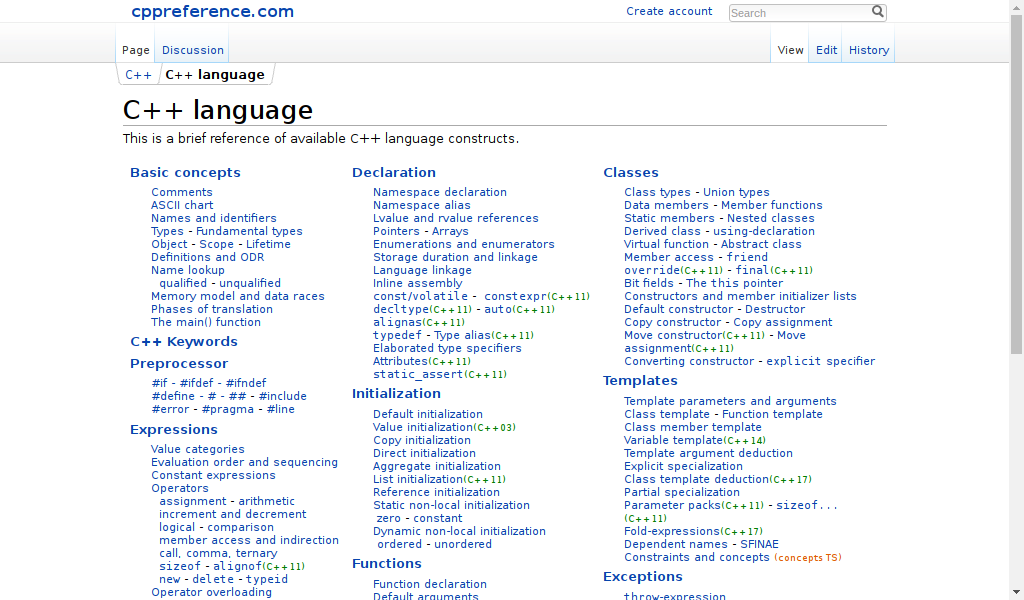 cppreference.com
Create account
Search
Page
Discussion
View
Edit
History
C++
C++ language
C++ language
This is a brief reference of available C++ language constructs.
Basic concepts
Comments
ASCII chart
Names and identifiers
Types - Fundamental types
Object - Scope - Lifetime
Definitions and ODR
Name lookup
qualified - unqualified
Memory model and data races
Phases of translation
The main() function
C++ Keywords
Preprocessor
#if - #ifdef - #ifndef
#define - # - ## - #include
#error - #pragma - #line
Expressions
Value categories
Evaluation order and sequencing
Constant expressions
Operators
assignment - arithmetic
increment and decrement
logical - comparison
member access and indirection
call, comma, ternary
sizeof - alignof(C++11)
new - delete - typeid
Operator overloading
Declaration
Namespace declaration
Namespace alias
Lvalue and rvalue references
Pointers - Arrays
Enumerations and enumerators
Storage duration and linkage
Language linkage
Inline assembly
const/volatile - constexpr(C++11)
decltype(C++11) - auto(C++11)
alignas(C++11)
typedef - Type alias(C++11)
Elaborated type specifiers
Attributes(C++11)
static_assert(C++11)
Initialization
Default initialization
Value initialization(C++03)
Copy initialization
Direct initialization
Aggregate initialization
List initialization(C++11)
Reference initialization
Static non-local initialization
zero - constant
Dynamic non-local initialization
ordered - unordered
Functions
Function declaration
Default arguments
Classes
Class types - Union types
Data members - Member functions
Static members - Nested classes
Derived class - using-declaration
Virtual function - Abstract class
Member access - friend
override(C++11) - final(C++11)
Bit fields - The this pointer
Constructors and member initializer lists
Default constructor - Destructor
Copy constructor - Copy assignment
Move constructor(C++11) - Move
assignment(C++11)
Converting constructor - explicit specifier
Templates
Template parameters and arguments
Class template - Function template
Class member template
Variable template(C++14)
Template argument deduction
Explicit specialization
Class template deduction(C++17)
Partial specialization
Parameter packs(C++11) - sizeof...
(C++11)
Fold-expressions(C++17)
Dependent names - SFINAE
Constraints and concepts (concepts TS)
Exceptions
throw-expression